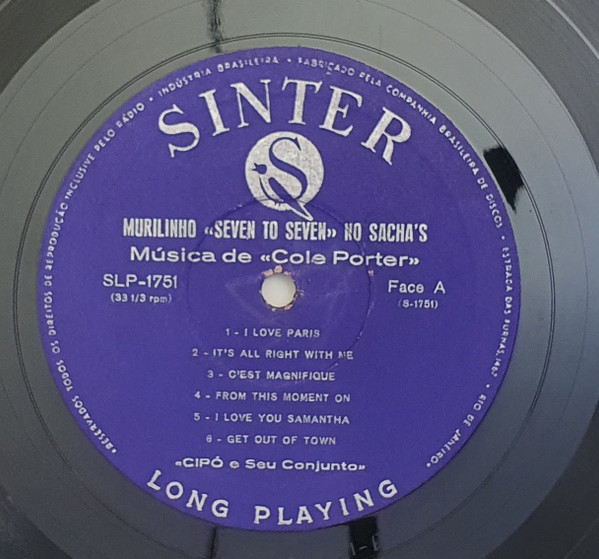 RESERVADOS TODOS OS DIREITOS DE REPRODUÇÃO INCLUSIVE PELO RÁDIO • INDÚSTRIA BRASILEIRA • FABRICADO PELA COMPANHIA BRASILEIRA DE DISCOS • ESTRADA DAS FURNAS, 1467 • RIO DE JANEIRO
SINTER
S
MURILINHO «SEVEN TO SEVEN» NO SACHA'S
Música de «Cole Porter»
SLP-1751 Face A
(33 1/3 rpm) (S-1751)
1 - I LOVE PARIS
2 - IT'S ALL RIGHT WITH ME
3 - C'EST MAGNIFIQUE
4 - FROM THIS MOMENT ON
5 - I LOVE YOU SAMANTHA
6 - GET OUT OF TOWN
«CIPÓ e Seu Conjunto»
LONG PLAYING